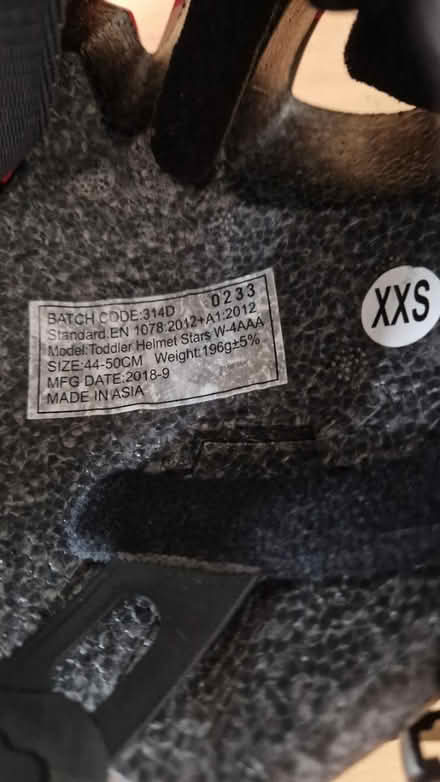 0233
BATCH CODE:314D
Standard.EN 1078:2012+A1:2012
Model:Toddler Helmet Stars W-4AAA
SIZE:44-50CM Weight:196g±5%
MFG DATE:2018-9
MADE IN ASIA
XXS